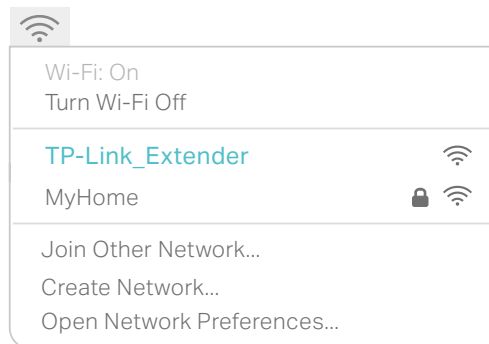 Wi-Fi: On
Turn Wi-Fi Off
TP-Link_Extender
MyHome
Join Other Network...
Create Network...
Open Network Preferences...